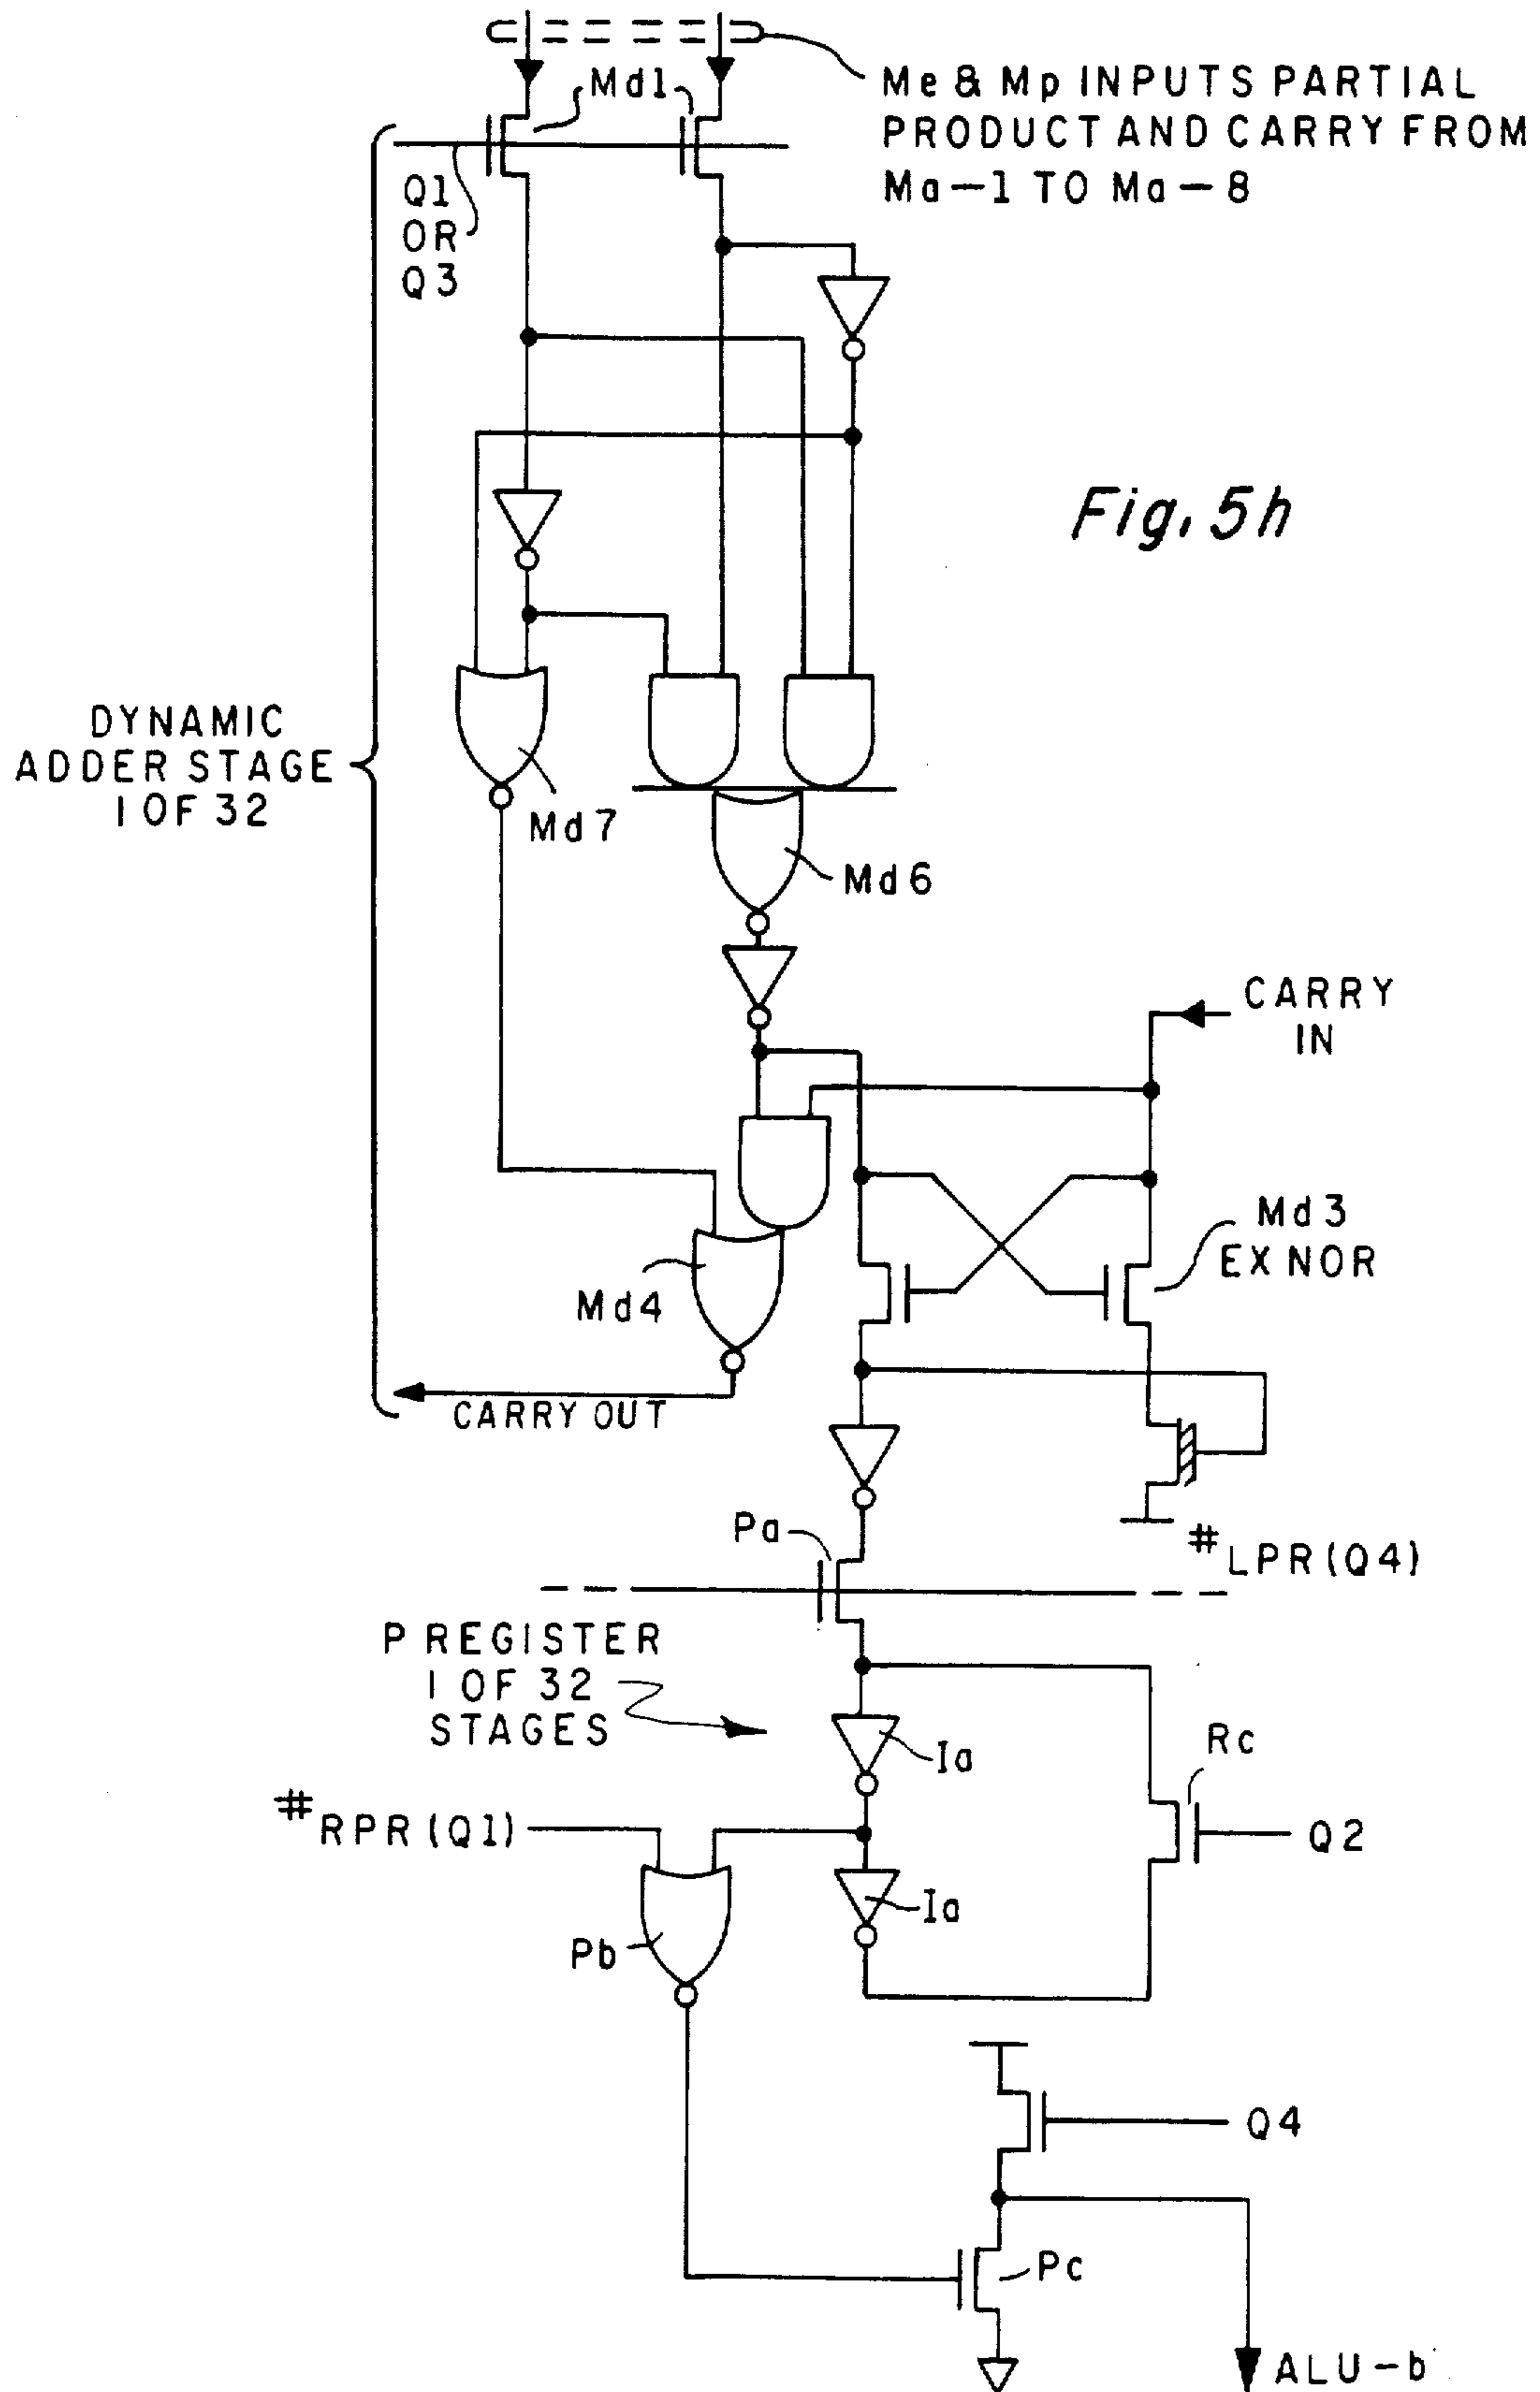 Md1
Me & Mp INPUTS PARTIAL
PRODUCT AND CARRY FROM
Ma-1 TO Ma-8
Q1
OR
Q3
Fig. 5h
DYNAMIC
ADDER STAGE
1 OF 32
Md7
Md6
CARRY
IN
Md3
EX NOR
Md4
CARRY OUT
Pa
#LPR(Q4)
P REGISTER
1 OF 32
STAGES
Ia
Rc
#RPR(Q1)
Q2
Ia
Pb
Q4
Pc
ALU-b